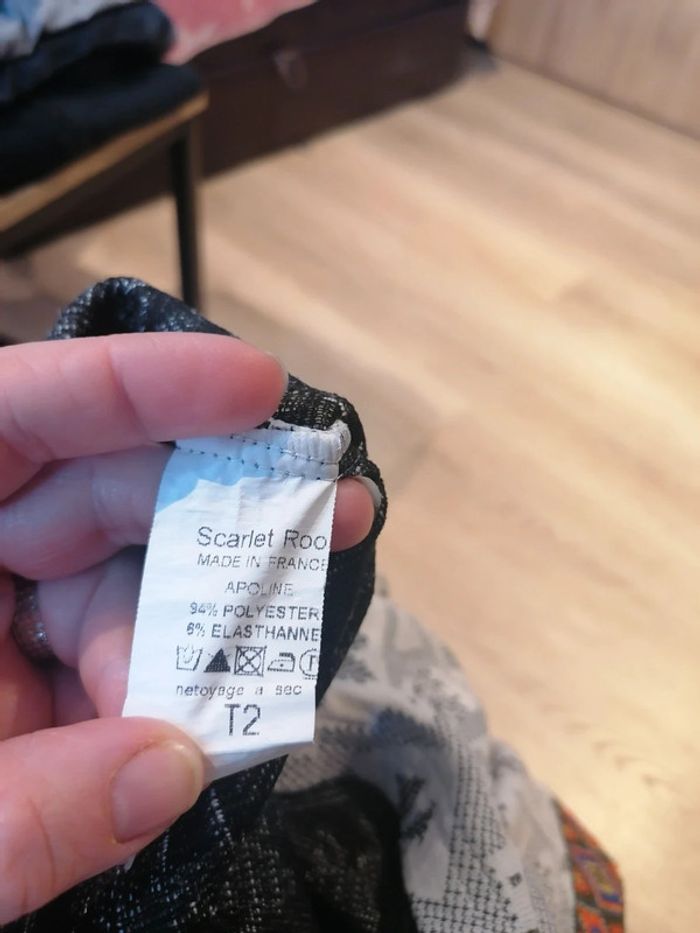 Scarlet Roo
MADE IN FRANCE
APOLINE
94% POLYESTER
6% ELASTHANNE
netoyage a sec
T2